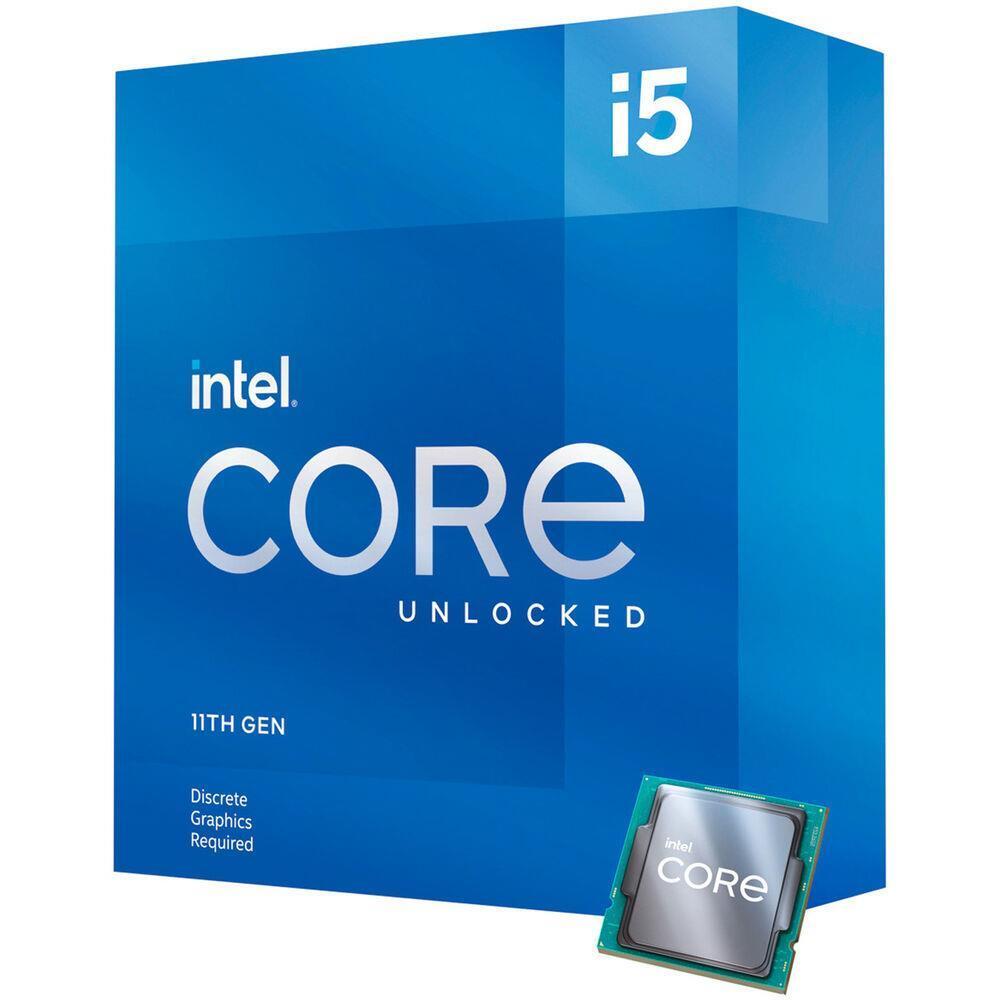 i5
intel®
CORe
UNLOCKED
11TH GEN
Discrete
Graphics
Required
intel
CORe